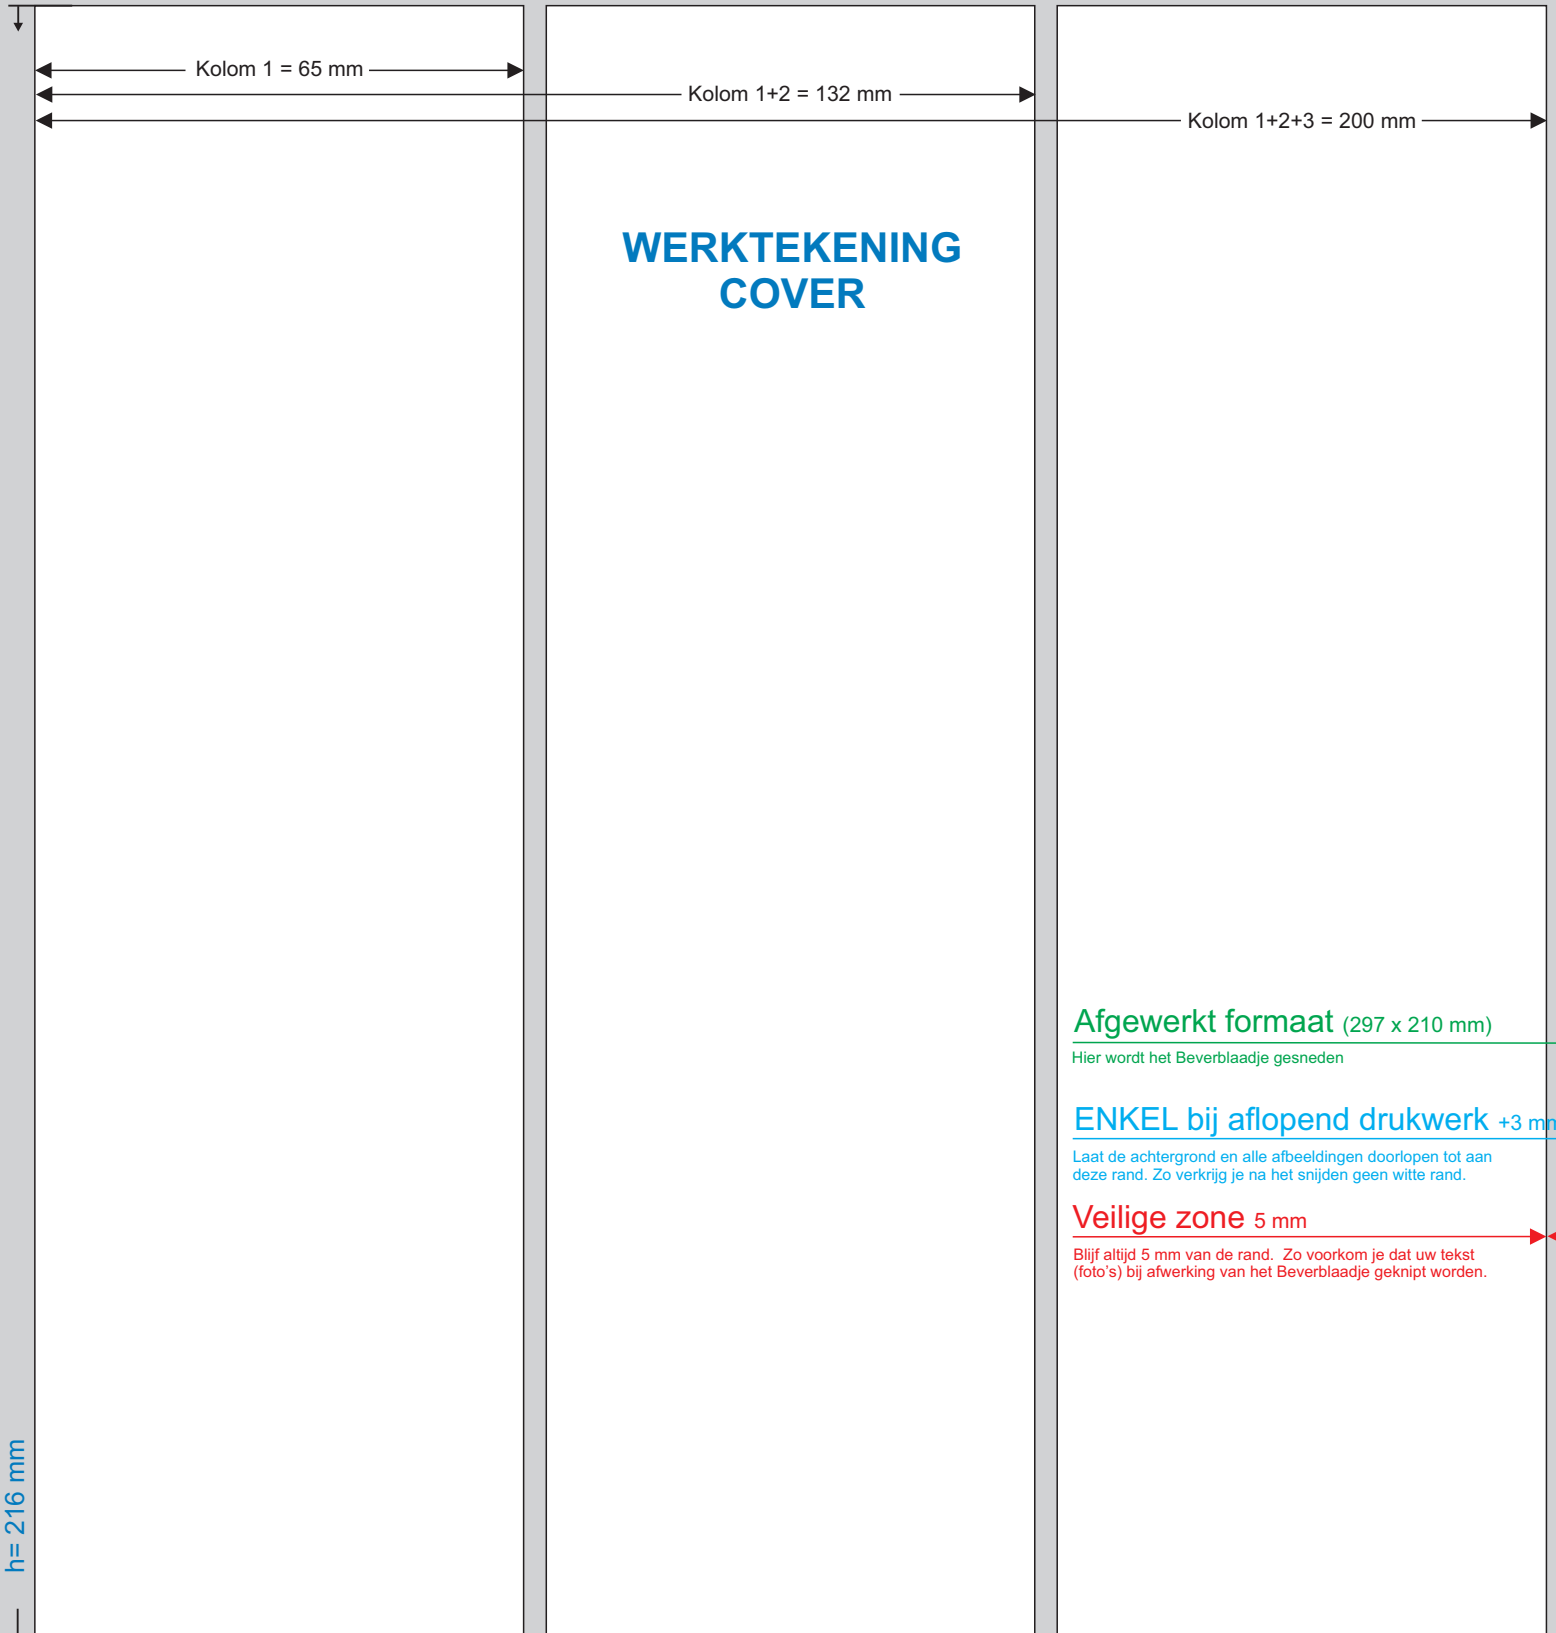 Kolom 1 = 65 mm
Kolom 1+2 = 132 mm
Kolom 1+2+3 = 200 mm
WERKTEKENING
COVER
Afgewerkt formaat (297 x 210 mm)
Hier wordt het Beverblaadje gesneden
ENKEL bij aflopend drukwerk +3 mm
Laat de achtergrond en alle afbeeldingen doorlopen tot aan
deze rand. Zo verkrijg je na het snijden geen witte rand.
Veilige zone 5 mm
Blijf altijd 5 mm van de rand. Zo voorkom je dat uw tekst
(foto's) bij afwerking van het Beverblaadje geknipt worden.
h= 216 mm